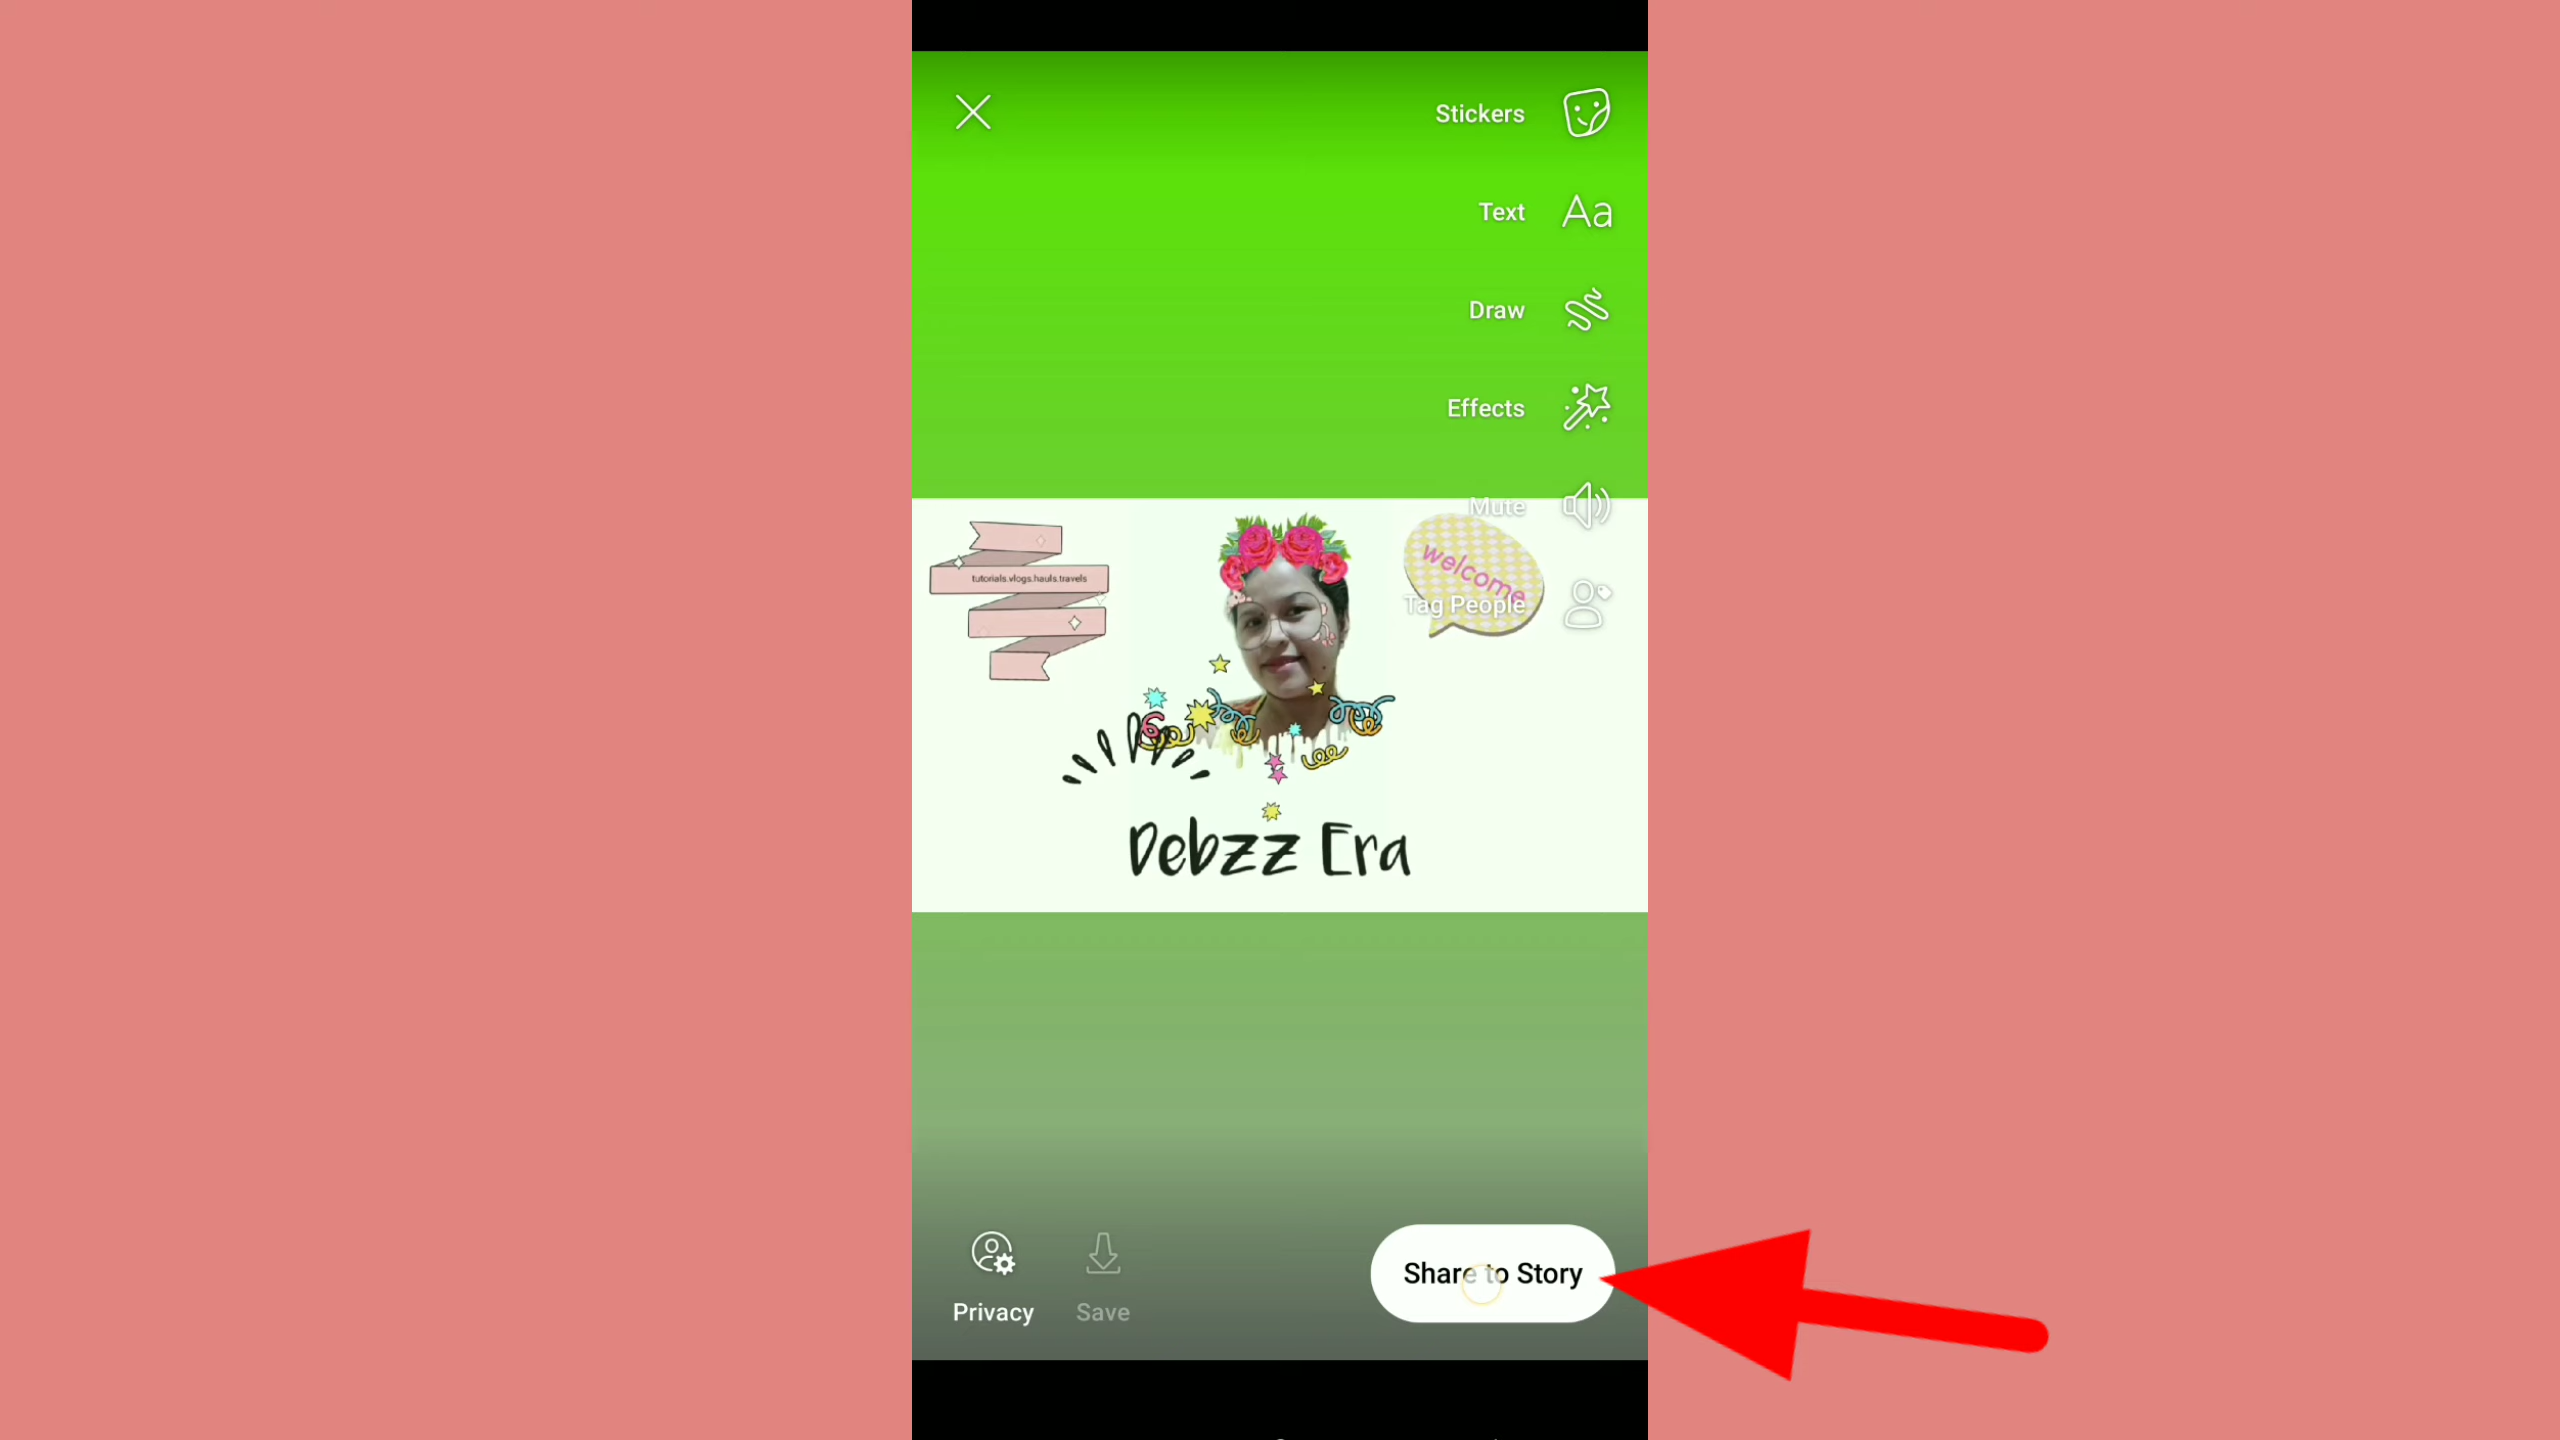 Stickers
Text
Aa
Draw
Effects
Mute
tutorials.vlogs.hauls.travels
welcome
Tag People
Debzz Era
Share to Story
Privacy
Save